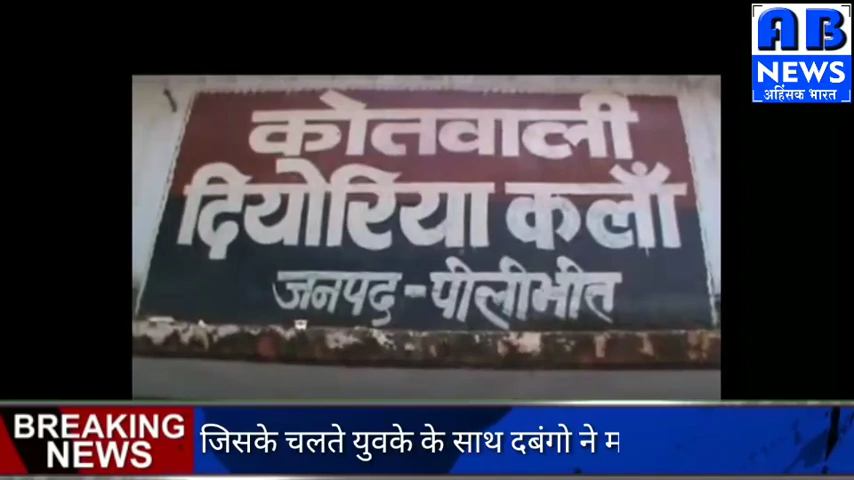 AB
NEWS
अहिंसक भारत
कोतवाली
दियोरिया कलाँ
जनपद-पीलीभीत
BREAKING
NEWS
जिसके चलते युवके के साथ दबंगो ने म